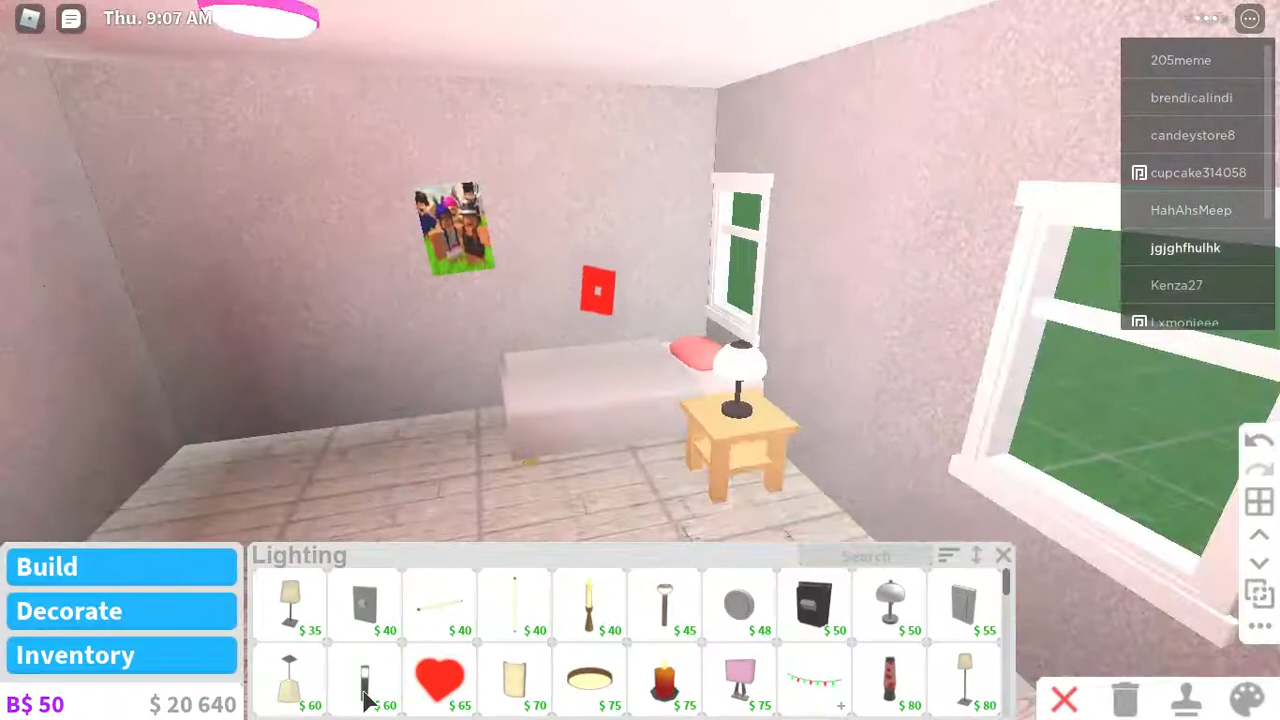 Thu. 9:07 AM
205meme
brendicalindi
candeystore8
cupcake314058
HahAhsMeep
jgjghfhulhk
Kenza27
Lxmonieee
Lighting
Search
Build
Decorate
Inventory
B$ 50
$ 20 640
$ 35
$ 40
$ 40
$ 40
$ 40
$ 45
$ 48
$ 50
$ 50
$ 55
$ 60
$ 60
$ 65
$ 70
$ 75
$ 75
$ 75
+
$ 80
$ 80